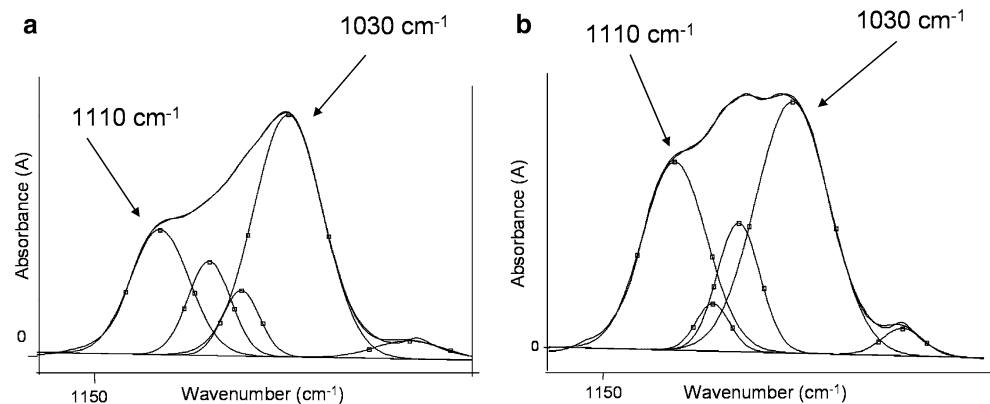 a
1030 cm-1
1110 cm-1
Absorbance (A)
0
1150
Wavenumber (cm-1)
b
1030 cm-1
1110 cm-1
Absorbance (A)
0
1150
Wavenumber (cm-1)